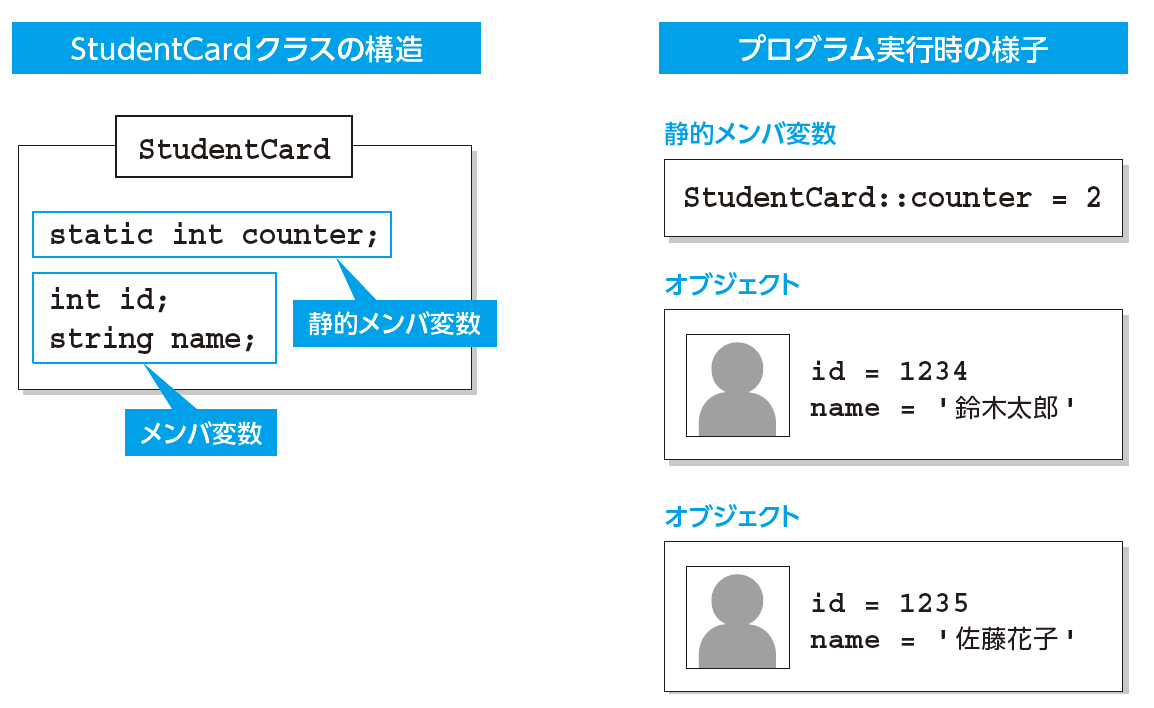 StudentCardクラスの構造
StudentCard
static int counter;
int id;
string name;
静的メンバ変数
メンバ変数
プログラム実行時の様子
静的メンバ変数
StudentCard::counter = 2
オブジェクト
id = 1234
name = '鈴木太郎'
オブジェクト
id = 1235
name = '佐藤花子'